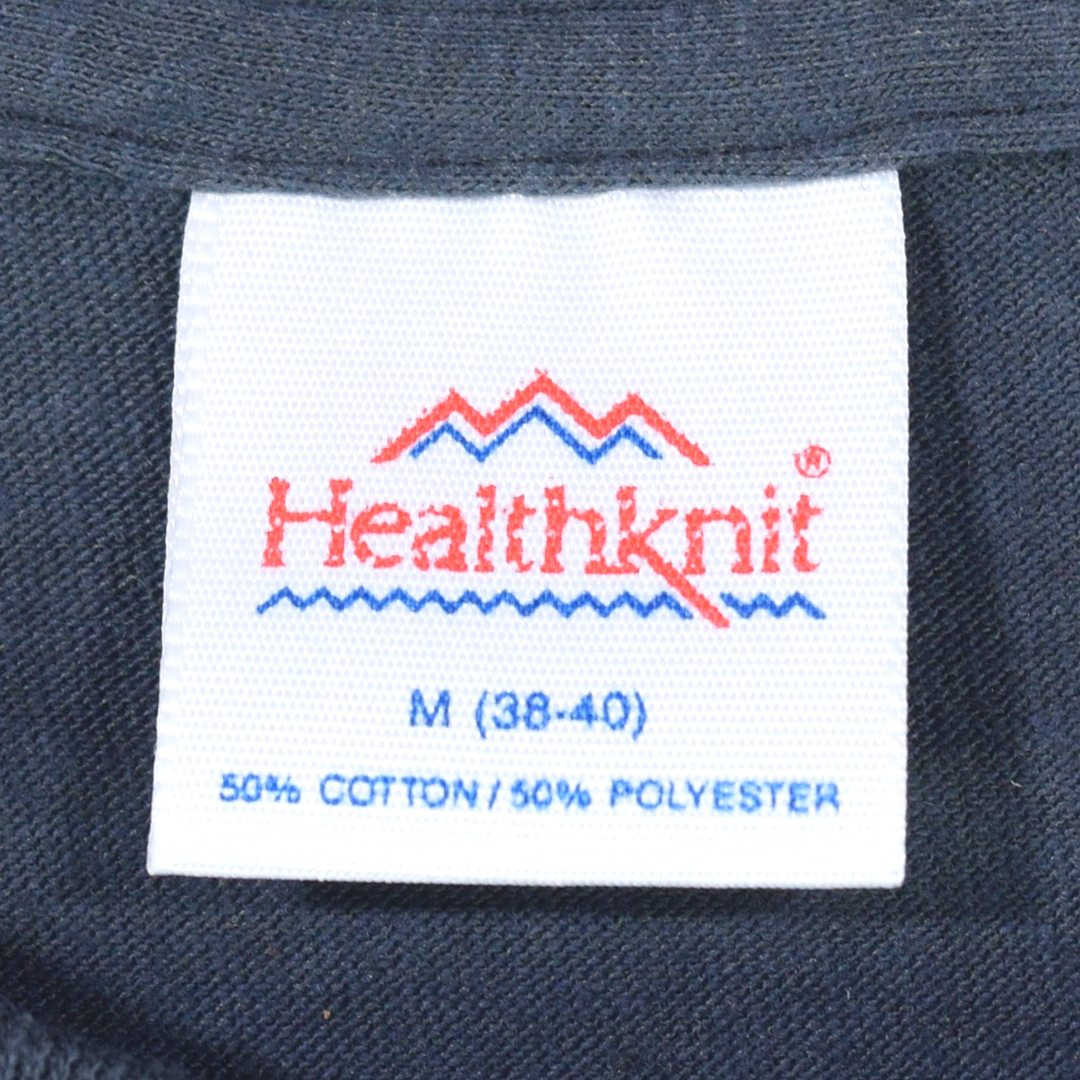 Healthknit®
M (38-40)
50% COTTON / 50% POLYESTER